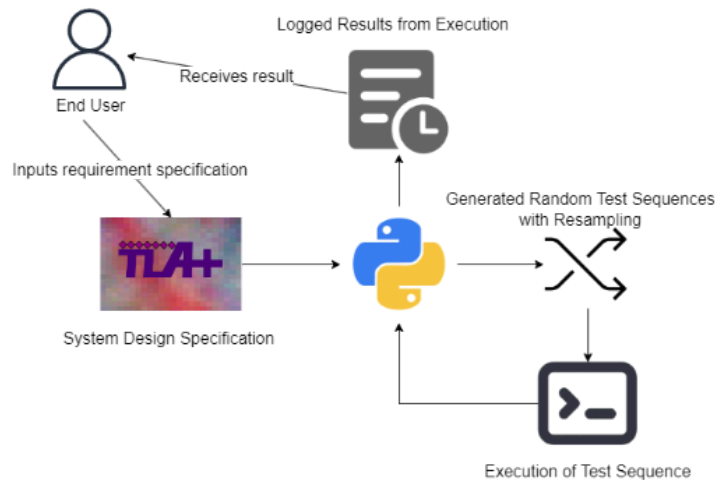 Logged Results from Execution
Receives result
End User
Inputs requirement specification
Generated Random Test Sequences
with Resampling
TLA+
System Design Specification
Execution of Test Sequence